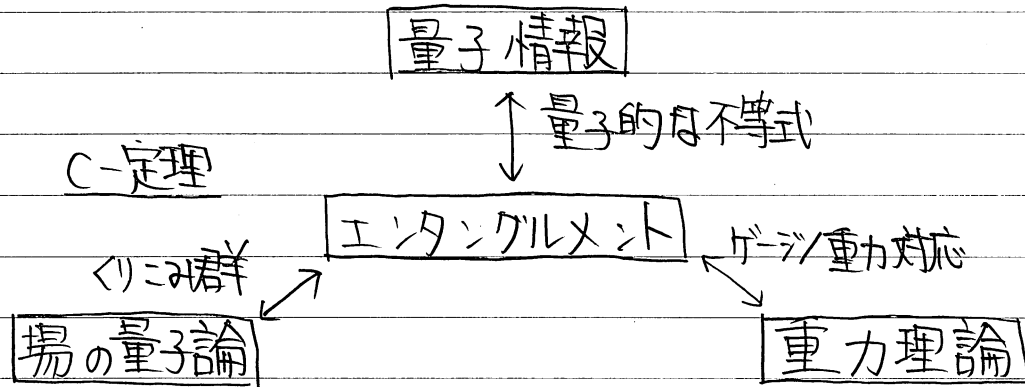 量子情報
量子的な不等式
C-定理
エンタングルメント
ゲージ/重力対応
くりこみ群
場の量子論
重力理論